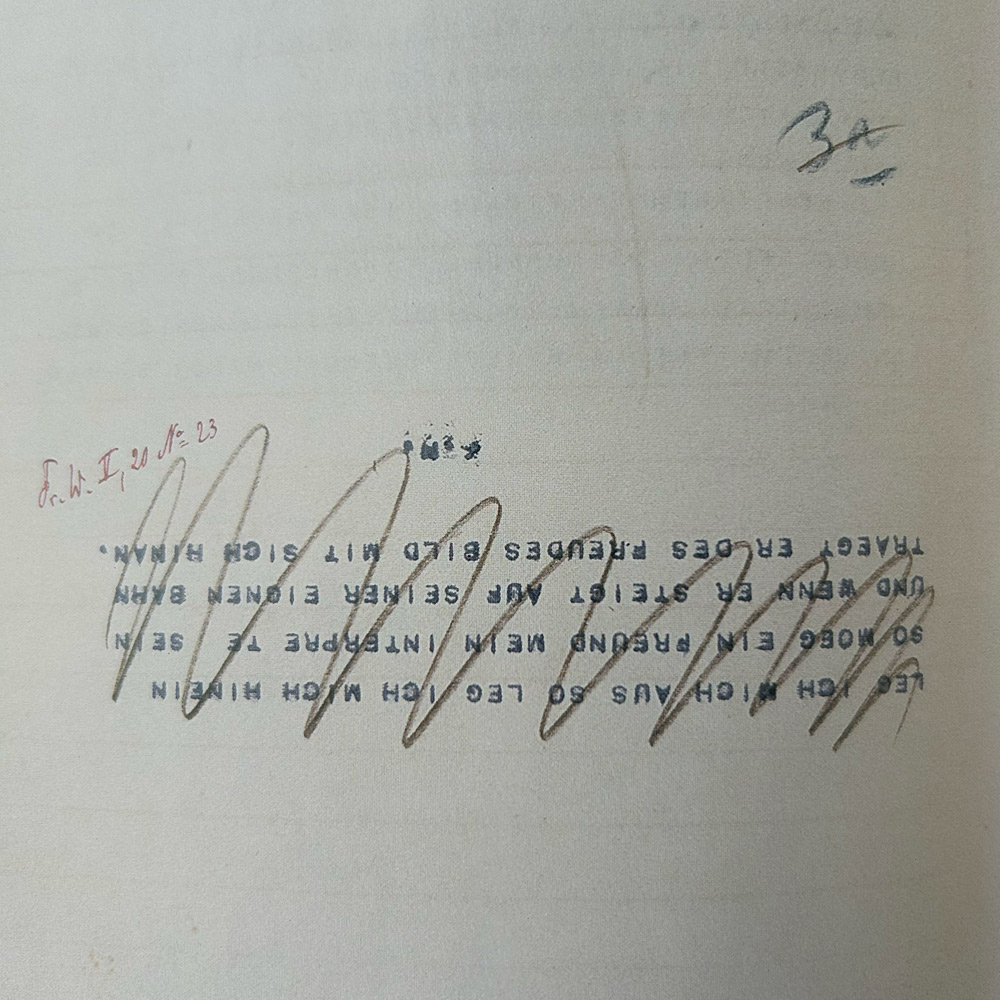 3a
Fr. W. II, 20 No 23
LEG ICH MICH AUS SO LEG ICH MICH HINEIN
SO MOEG EIN FREUND MEIN INTERPRE TE SEIN
UND WENN ER STEIGT AUF SEINER EIGNEN BAHN
TRAEGT ER DES FREUDES BILD MIT SICH HINAN.